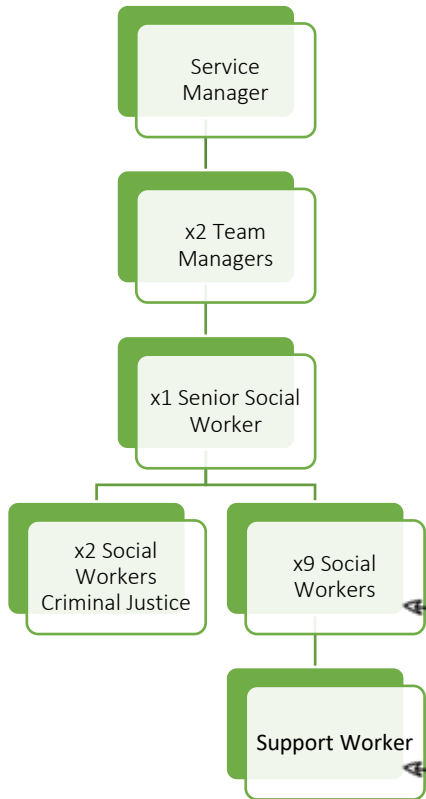 Service
Manager
x2 Team
Managers
x1 Senior Social
Worker
x2 Social
Workers
Criminal Justice
x9 Social
Workers
Support Worker